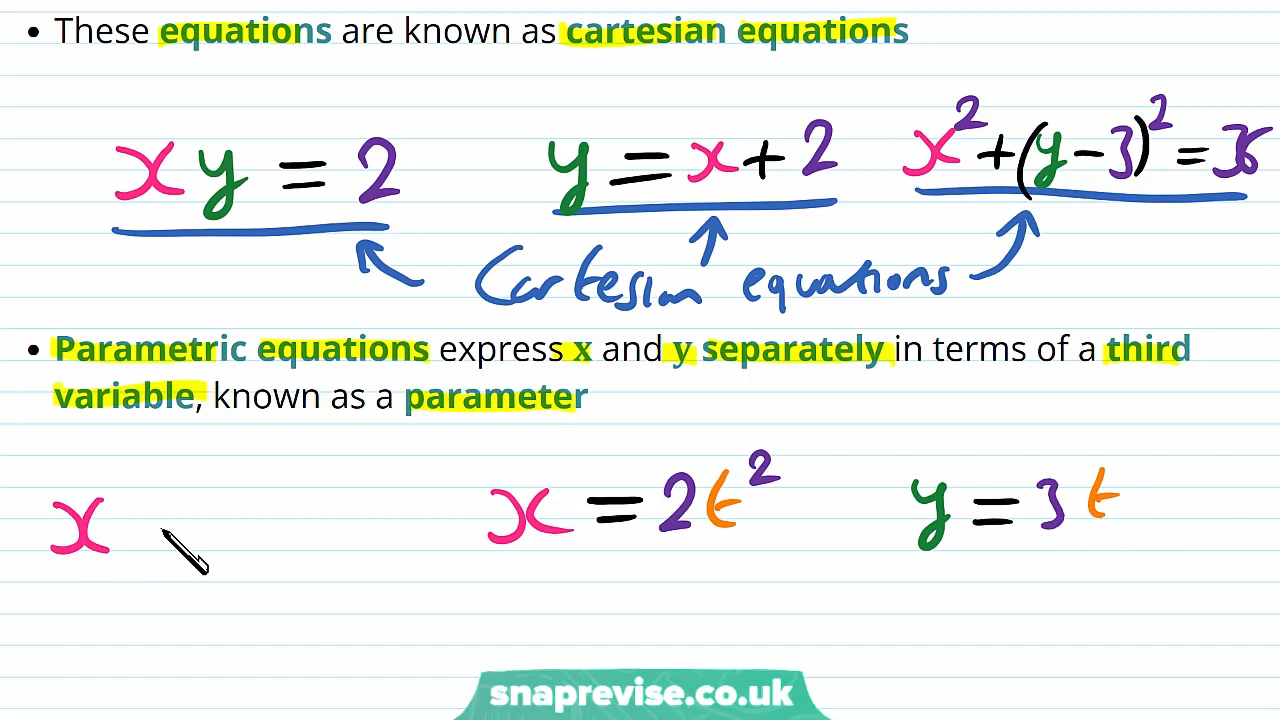 • These equations are known as cartesian equations
xy = 2 y = x + 2 x² + (y - 3)² = 36
Cartesian equations
• Parametric equations express x and y separately in terms of a third
variable, known as a parameter
x x = 2t² y = 3t
snaprevise.co.uk